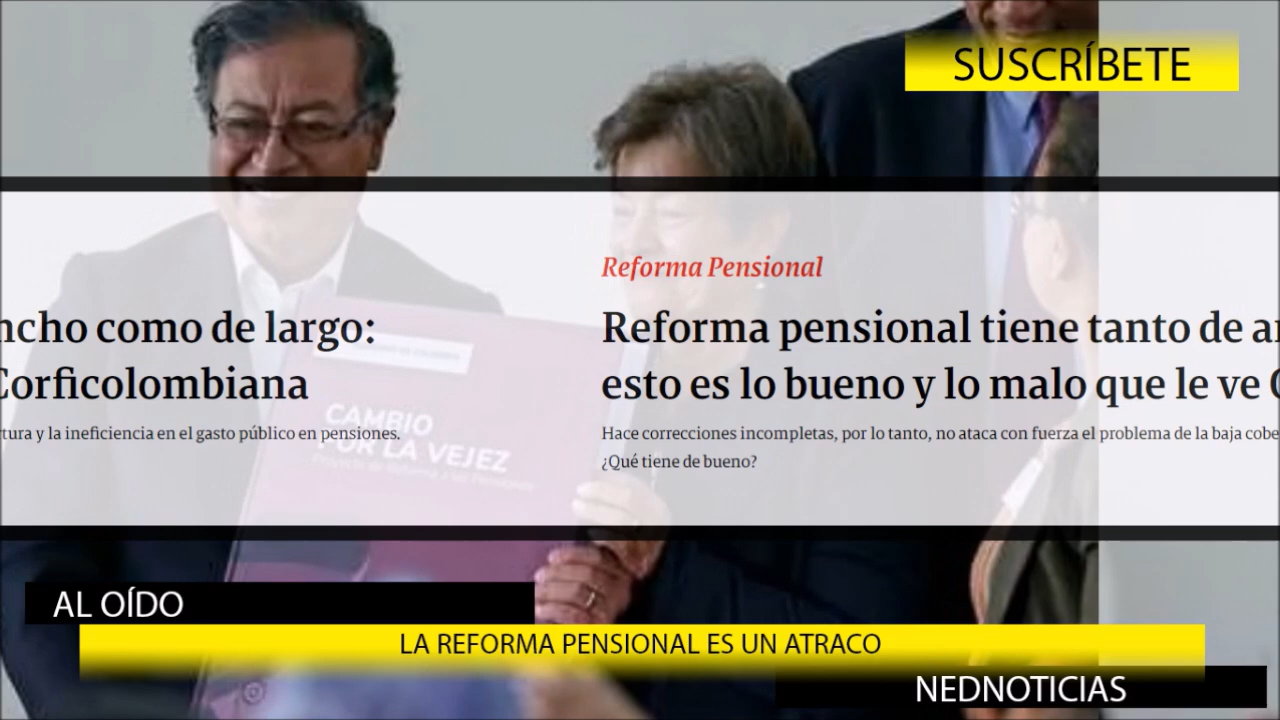 SUSCRÍBETE
Reforma Pensional
ncho como de largo:
Corficolombiana
rtura y la ineficiencia en el gasto público en pensiones.
Reforma pensional tiene tanto de a
esto es lo bueno y lo malo que le ve C
Hace correcciones incompletas, por lo tanto, no ataca con fuerza el problema de la baja cobe
¿Qué tiene de bueno?
CAMBIO
POR LA VEJEZ
AL OÍDO
LA REFORMA PENSIONAL ES UN ATRACO
NEDNOTICIAS